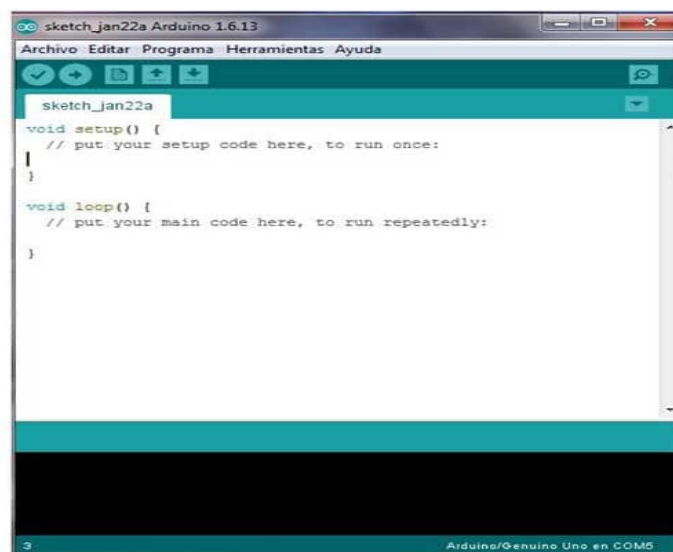 sketch_jan22a Arduino 1.6.13
Archivo Editar Programa Herramientas Ayuda
sketch_jan22a
void setup() {
  // put your setup code here, to run once:

}

void loop() {
  // put your main code here, to run repeatedly:

}
3 Arduino/Genuino Uno en COM5